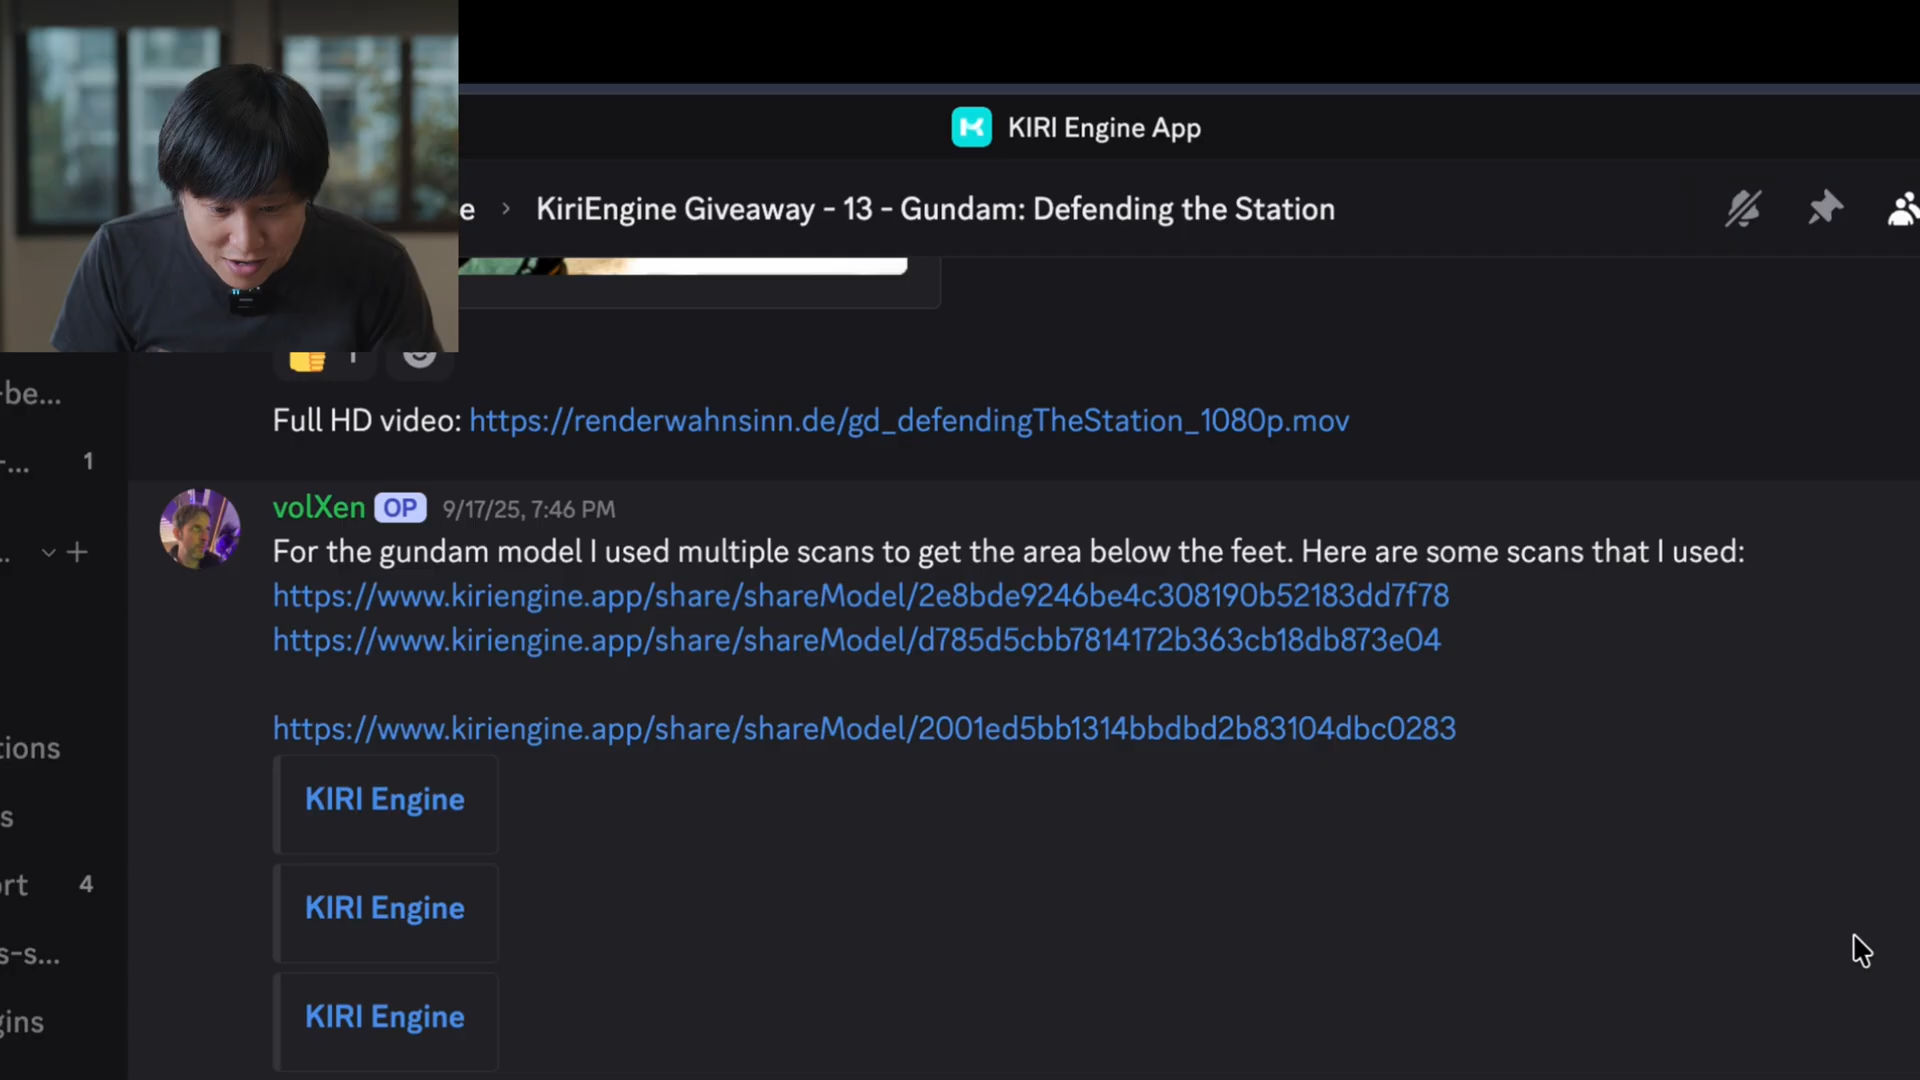 KIRI Engine App
e › KiriEngine Giveaway - 13 - Gundam: Defending the Station
1
-be...
Full HD video: https://renderwahnsinn.de/gd_defendingTheStation_1080p.mov
-... 1
volXen OP 9/17/25, 7:46 PM
For the gundam model I used multiple scans to get the area below the feet. Here are some scans that I used:
https://www.kiriengine.app/share/shareModel/2e8bde9246be4c308190b52183dd7f78
https://www.kiriengine.app/share/shareModel/d785d5cbb7814172b363cb18db873e04
https://www.kiriengine.app/share/shareModel/2001ed5bb1314bbdbd2b83104dbc0283
tions
KIRI Engine
s
ort 4
KIRI Engine
s-s...
KIRI Engine
gins